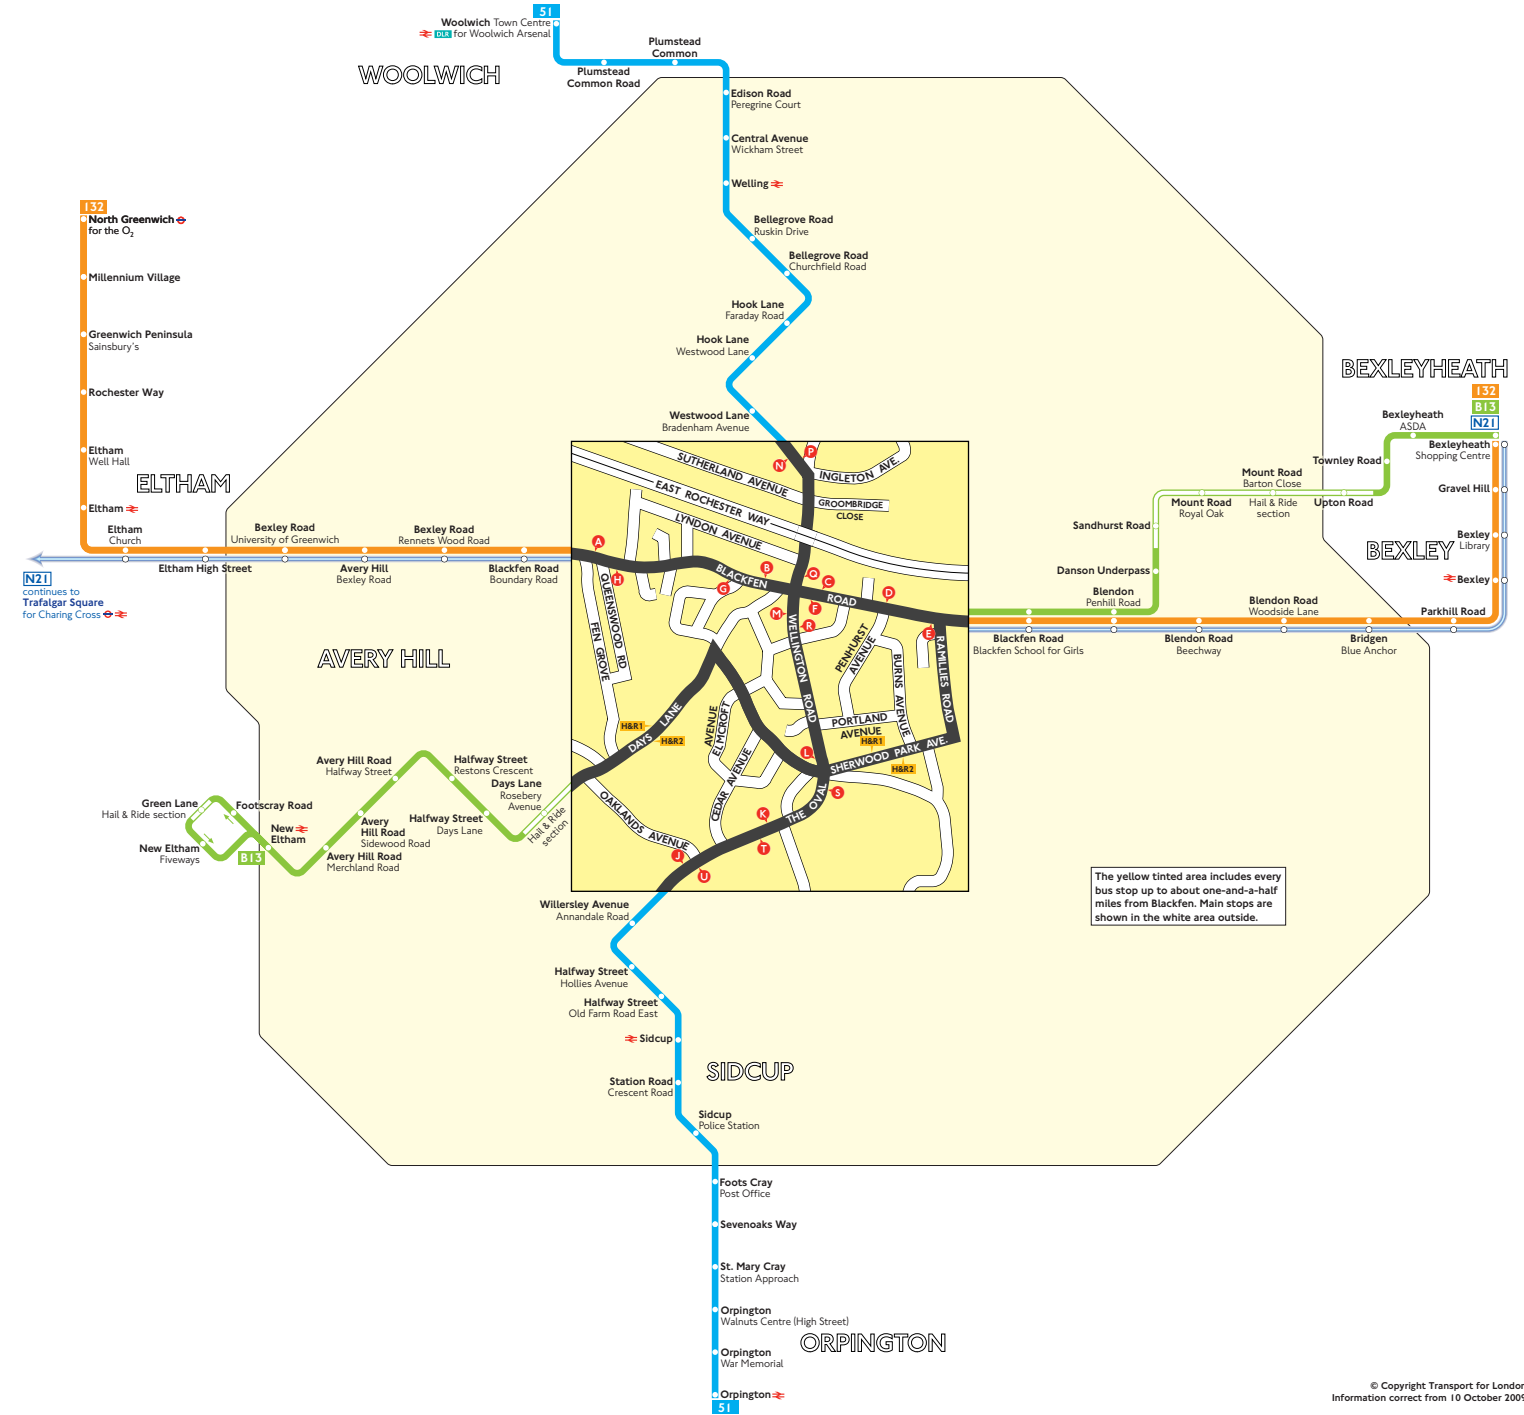 51
Woolwich Town Centre
DLR for Woolwich Arsenal
Plumstead
Common
Plumstead
Common Road
WOOLWICH
Edison Road
Peregrine Court
Central Avenue
Wickham Street
Welling
Bellegrove Road
Ruskin Drive
Bellegrove Road
Churchfield Road
Hook Lane
Faraday Road
Hook Lane
Westwood Lane
Westwood Lane
Bradenham Avenue
132
North Greenwich
for the O2
Millennium Village
Greenwich Peninsula
Sainsbury's
Rochester Way
Eltham
Well Hall
ELTHAM
Eltham
Eltham
Church
Eltham High Street
Bexley Road
University of Greenwich
Avery Hill
Bexley Road
Bexley Road
Rennets Wood Road
Blackfen Road
Boundary Road
N21
continues to
Trafalgar Square
for Charing Cross
AVERY HILL
BEXLEYHEATH
132
B13
N21
Bexleyheath
ASDA
Bexleyheath
Shopping Centre
Townley Road
Mount Road
Barton Close
Mount Road
Royal Oak
Hail & Ride
section
Upton Road
Gravel Hill
Sandhurst Road
Bexley
Library
BEXLEY
Danson Underpass
Bexley
Blendon
Penhill Road
Blendon Road
Woodside Lane
Parkhill Road
Blackfen Road
Blackfen School for Girls
Blendon Road
Beechway
Bridgen
Blue Anchor
SUTHERLAND AVENUE
INGLETON AVE.
EAST ROCHESTER WAY
GROOMBRIDGE
CLOSE
LYNDON AVENUE
BLACKFEN
ROAD
QUEENSWOOD RD
FEN GROVE
WELLINGTON ROAD
PENHURST
AVENUE
BURNS AVENUE
RAMILLIES ROAD
PORTLAND
AVENUE
DAYS LANE
AVENUE
ELMCROFT
CEDAR AVENUE
SHERWOOD PARK AVE.
THE OVAL
OAKLANDS AVENUE
H&R1
H&R2
H&R1
H&R2
N
P
A
H
B
G
Q
C
D
F
M
R
E
L
S
K
T
J
U
Avery Hill Road
Halfway Street
Halfway Street
Restons Crescent
Days Lane
Rosebery
Avenue
Hail & Ride
section
Green Lane
Hail & Ride section
Footscray Road
New
Eltham
New Eltham
Fiveways
B13
Avery
Hill Road
Sidewood Road
Avery Hill Road
Merchland Road
Halfway Street
Days Lane
The yellow tinted area includes every
bus stop up to about one-and-a-half
miles from Blackfen. Main stops are
shown in the white area outside.
Willersley Avenue
Annandale Road
Halfway Street
Hollies Avenue
Halfway Street
Old Farm Road East
Sidcup
SIDCUP
Station Road
Crescent Road
Sidcup
Police Station
Foots Cray
Post Office
Sevenoaks Way
St. Mary Cray
Station Approach
Orpington
Walnuts Centre (High Street)
ORPINGTON
Orpington
War Memorial
Orpington
51
© Copyright Transport for London
Information correct from 10 October 2009